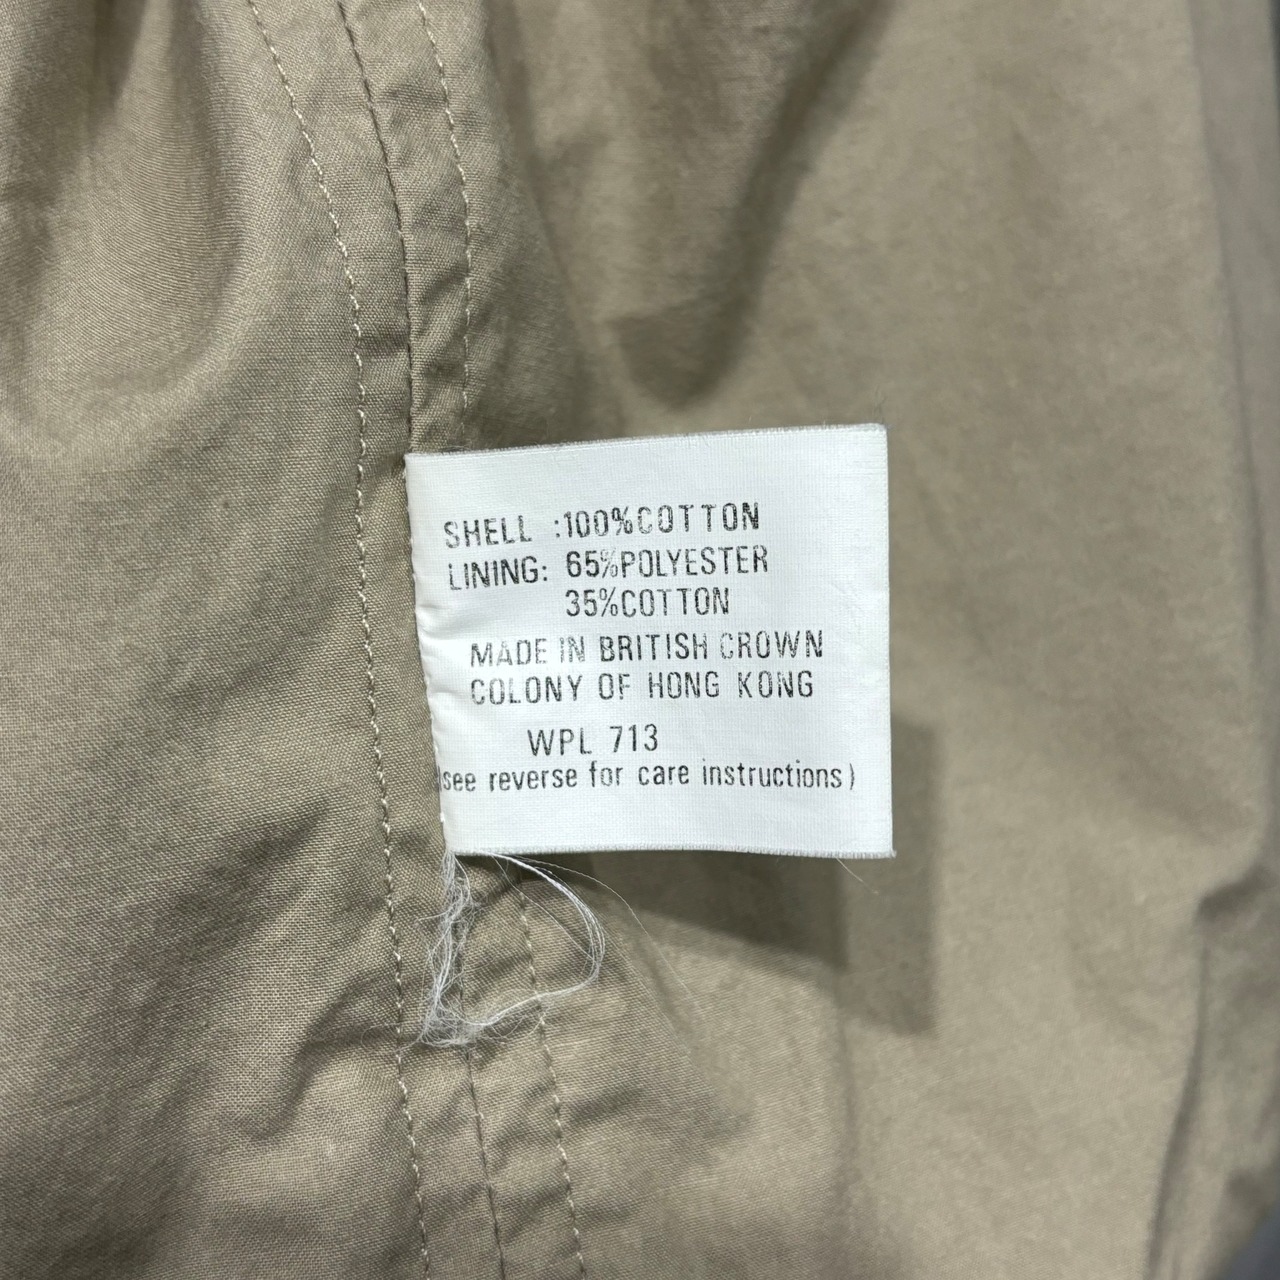 SHELL :100%COTTON
LINING: 65%POLYESTER
35%COTTON
MADE IN BRITISH CROWN
COLONY OF HONG KONG
WPL 713
(see reverse for care instructions)